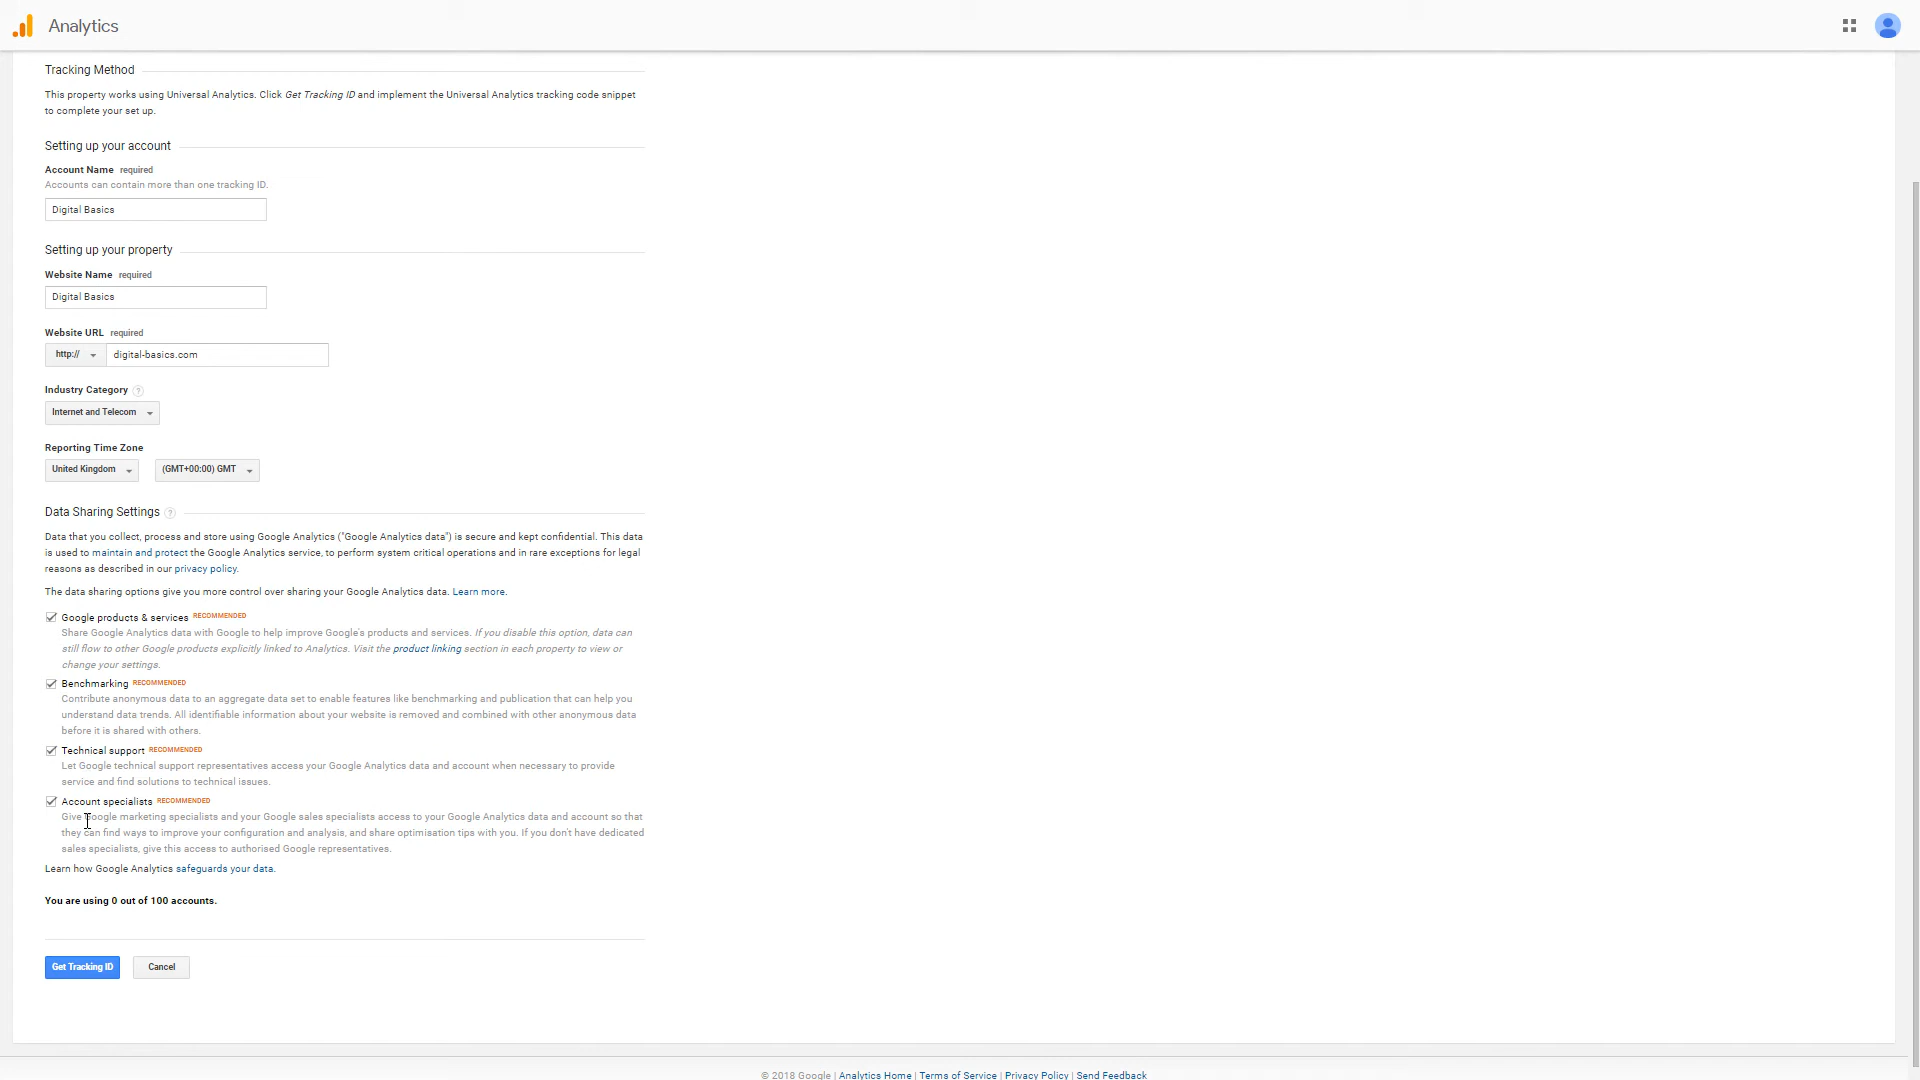 Analytics
Tracking Method
This property works using Universal Analytics. Click Get Tracking ID and implement the Universal Analytics tracking code snippet
to complete your set up.
Setting up your account
Account Name required
Accounts can contain more than one tracking ID.
Digital Basics
Setting up your property
Website Name required
Digital Basics
Website URL required
http:// digital-basics.com
Industry Category ?
Internet and Telecom
Reporting Time Zone
United Kingdom (GMT+00:00) GMT
Data Sharing Settings ?
Data that you collect, process and store using Google Analytics ("Google Analytics data") is secure and kept confidential. This data
is used to maintain and protect the Google Analytics service, to perform system critical operations and in rare exceptions for legal
reasons as described in our privacy policy.
The data sharing options give you more control over sharing your Google Analytics data. Learn more.
Google products & services RECOMMENDED
Share Google Analytics data with Google to help improve Google's products and services. If you disable this option, data can
still flow to other Google products explicitly linked to Analytics. Visit the product linking section in each property to view or
change your settings.
Benchmarking RECOMMENDED
Contribute anonymous data to an aggregate data set to enable features like benchmarking and publication that can help you
understand data trends. All identifiable information about your website is removed and combined with other anonymous data
before it is shared with others.
Technical support RECOMMENDED
Let Google technical support representatives access your Google Analytics data and account when necessary to provide
service and find solutions to technical issues.
Account specialists RECOMMENDED
Give Google marketing specialists and your Google sales specialists access to your Google Analytics data and account so that
they can find ways to improve your configuration and analysis, and share optimisation tips with you. If you don't have dedicated
sales specialists, give this access to authorised Google representatives.
Learn how Google Analytics safeguards your data.
You are using 0 out of 100 accounts.
Get Tracking ID Cancel
© 2018 Google | Analytics Home | Terms of Service | Privacy Policy | Send Feedback